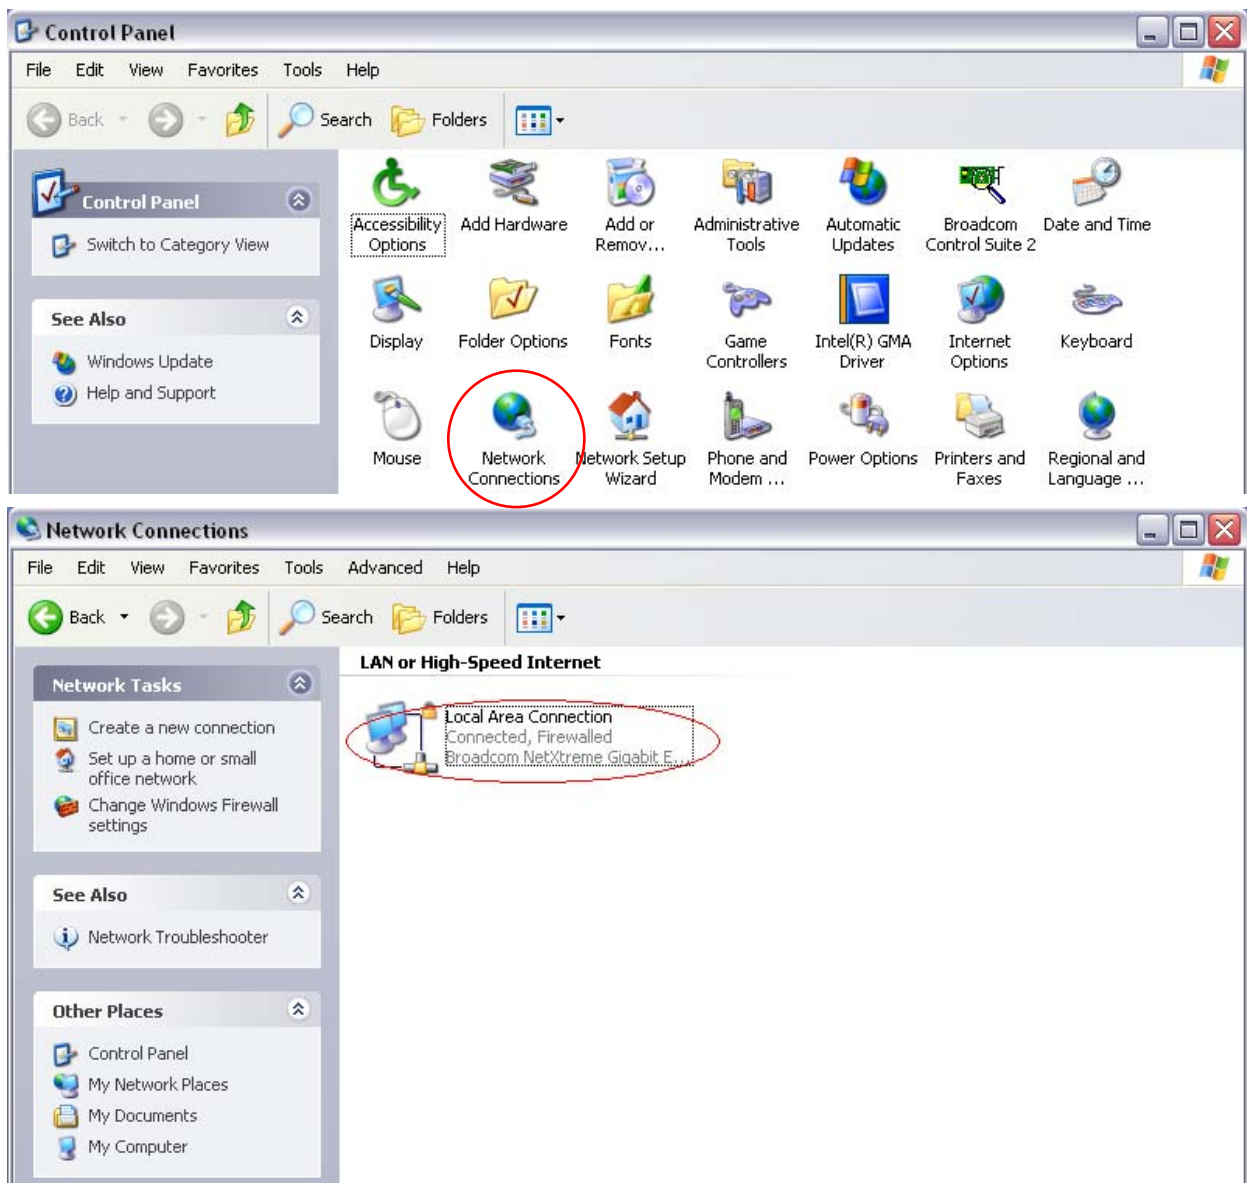 Control Panel
File Edit View Favorites Tools Help
Back Search Folders
Control Panel
Switch to Category View
See Also
Windows Update
Help and Support
Accessibility Options
Add Hardware
Add or Remov...
Administrative Tools
Automatic Updates
Broadcom Control Suite 2
Date and Time
Display
Folder Options
Fonts
Game Controllers
Intel(R) GMA Driver
Internet Options
Keyboard
Mouse
Network Connections
Network Setup Wizard
Phone and Modem ...
Power Options
Printers and Faxes
Regional and Language ...
Network Connections
File Edit View Favorites Tools Advanced Help
Back Search Folders
Network Tasks
Create a new connection
Set up a home or small
office network
Change Windows Firewall
settings
See Also
Network Troubleshooter
Other Places
Control Panel
My Network Places
My Documents
My Computer
LAN or High-Speed Internet
Local Area Connection
Connected, Firewalled
Broadcom NetXtreme Gigabit E...